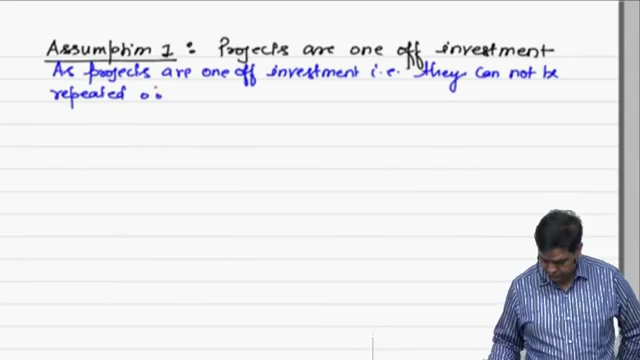 Assumption 1 : Projects are one off investment
As projects are one off investment i.e. they can not be
repeated